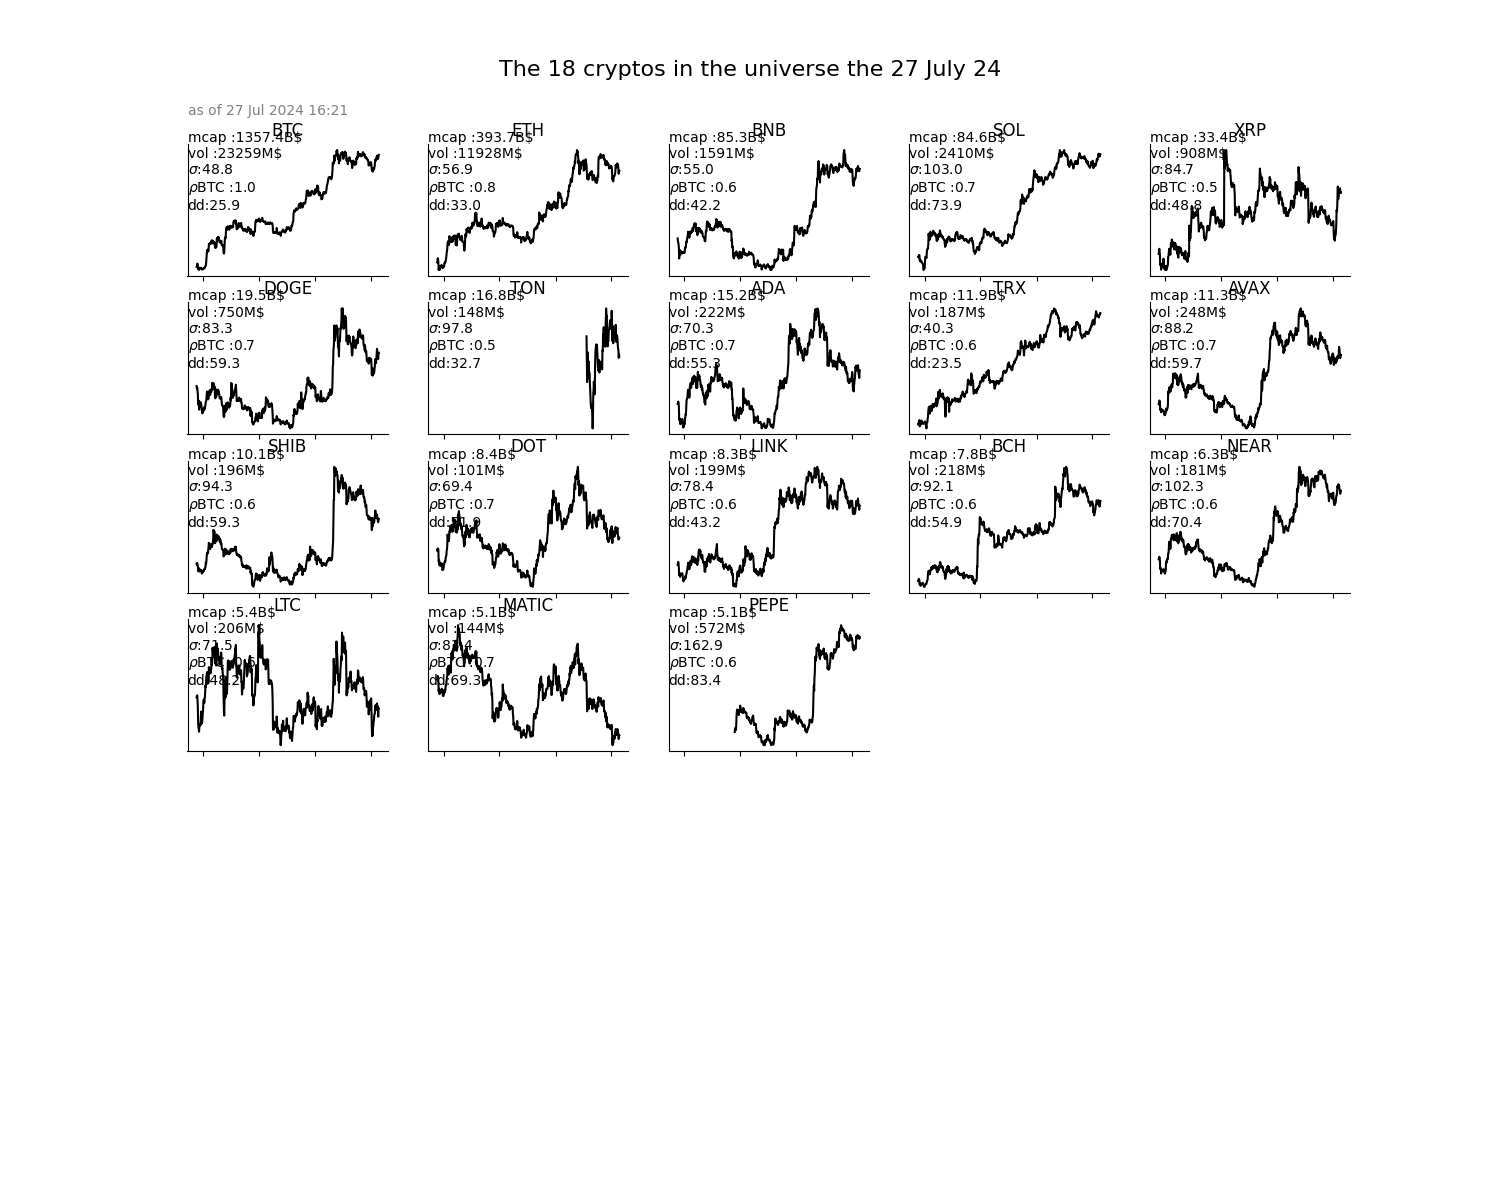 The 18 cryptos in the universe the 27 July 24
as of 27 Jul 2024 16:21
BTC
mcap :1357.4B$
vol :23259M$
σ:48.8
ρBTC :1.0
dd:25.9
ETH
mcap :393.7B$
vol :11928M$
σ:56.9
ρBTC :0.8
dd:33.0
BNB
mcap :85.3B$
vol :1591M$
σ:55.0
ρBTC :0.6
dd:42.2
SOL
mcap :84.6B$
vol :2410M$
σ:103.0
ρBTC :0.7
dd:73.9
XRP
mcap :33.4B$
vol :908M$
σ:84.7
ρBTC :0.5
dd:48.8
DOGE
mcap :19.5B$
vol :750M$
σ:83.3
ρBTC :0.7
dd:59.3
TON
mcap :16.8B$
vol :148M$
σ:97.8
ρBTC :0.5
dd:32.7
ADA
mcap :15.2B$
vol :222M$
σ:70.3
ρBTC :0.7
dd:55.3
TRX
mcap :11.9B$
vol :187M$
σ:40.3
ρBTC :0.6
dd:23.5
AVAX
mcap :11.3B$
vol :248M$
σ:88.2
ρBTC :0.7
dd:59.7
SHIB
mcap :10.1B$
vol :196M$
σ:94.3
ρBTC :0.6
dd:59.3
DOT
mcap :8.4B$
vol :101M$
σ:69.4
ρBTC :0.7
LINK
mcap :8.3B$
vol :199M$
σ:78.4
ρBTC :0.6
dd:43.2
BCH
mcap :7.8B$
vol :218M$
σ:92.1
ρBTC :0.6
dd:54.9
NEAR
mcap :6.3B$
vol :181M$
σ:102.3
ρBTC :0.6
dd:70.4
LTC
mcap :5.4B$
vol :206M$
σ:71.5
ρBTC :0.6
dd:48.2
MATIC
mcap :5.1B$
vol :144M$
ρBTC :0.7
dd:69.3
PEPE
mcap :5.1B$
vol :572M$
σ:162.9
ρBTC :0.6
dd:83.4